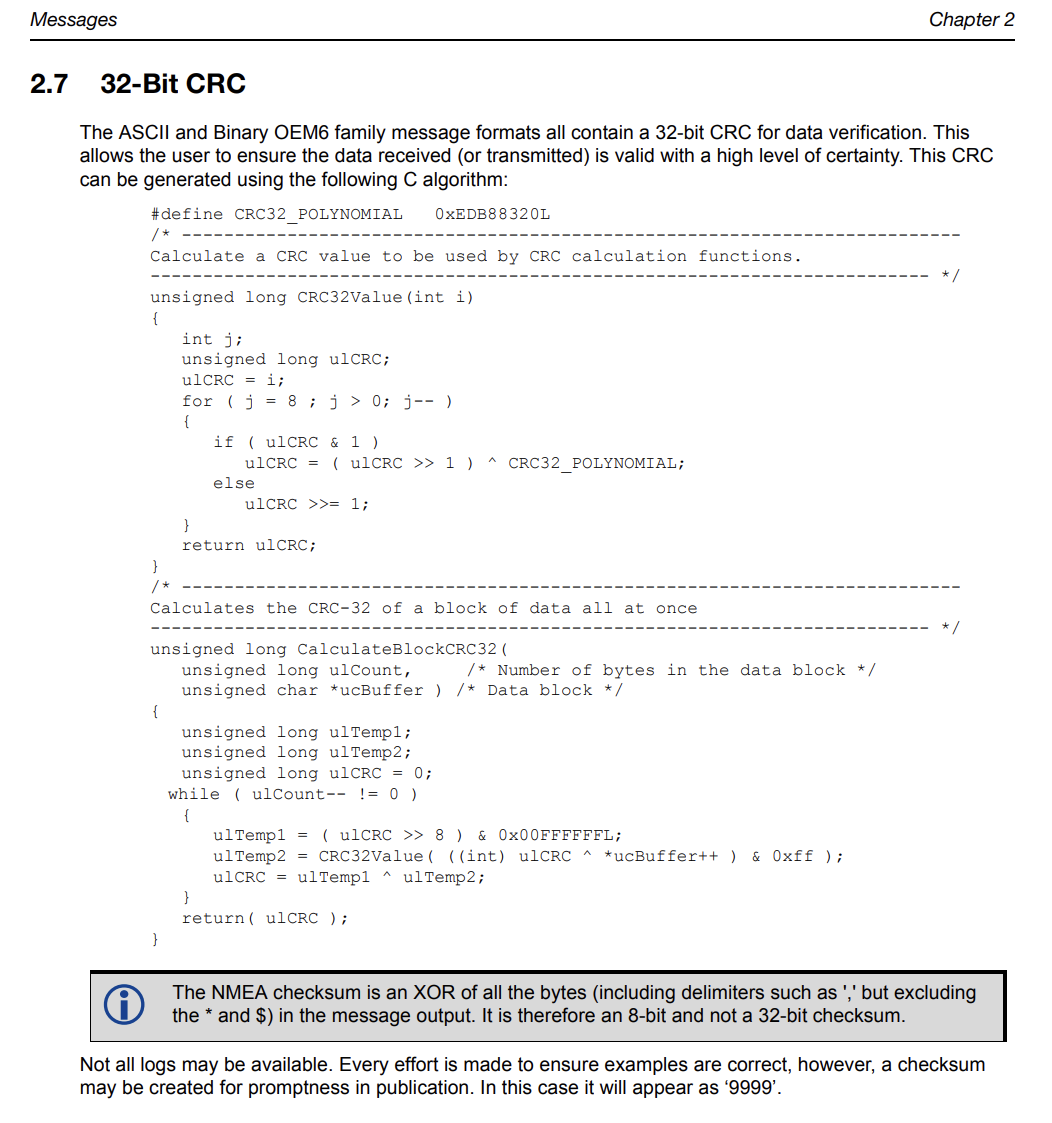 Messages Chapter 2
2.7 32-Bit CRC
The ASCII and Binary OEM6 family message formats all contain a 32-bit CRC for data verification. This
allows the user to ensure the data received (or transmitted) is valid with a high level of certainty. This CRC
can be generated using the following C algorithm:
#define CRC32_POLYNOMIAL   0xEDB88320L
/* --------------------------------------------------------------------------
Calculate a CRC value to be used by CRC calculation functions.
-------------------------------------------------------------------------- */
unsigned long CRC32Value(int i)
{
   int j;
   unsigned long ulCRC;
   ulCRC = i;
   for ( j = 8 ; j > 0; j-- )
   {
      if ( ulCRC & 1 )
         ulCRC = ( ulCRC >> 1 ) ^ CRC32_POLYNOMIAL;
      else
         ulCRC >>= 1;
   }
   return ulCRC;
}
/* --------------------------------------------------------------------------
Calculates the CRC-32 of a block of data all at once
-------------------------------------------------------------------------- */
unsigned long CalculateBlockCRC32(
   unsigned long ulCount,     /* Number of bytes in the data block */
   unsigned char *ucBuffer ) /* Data block */
{
   unsigned long ulTemp1;
   unsigned long ulTemp2;
   unsigned long ulCRC = 0;
  while ( ulCount-- != 0 )
   {
      ulTemp1 = ( ulCRC >> 8 ) & 0x00FFFFFFL;
      ulTemp2 = CRC32Value( ((int) ulCRC ^ *ucBuffer++ ) & 0xff );
      ulCRC = ulTemp1 ^ ulTemp2;
   }
   return( ulCRC );
}
The NMEA checksum is an XOR of all the bytes (including delimiters such as ',' but excluding
the * and $) in the message output. It is therefore an 8-bit and not a 32-bit checksum.
Not all logs may be available. Every effort is made to ensure examples are correct, however, a checksum
may be created for promptness in publication. In this case it will appear as ‘9999’.